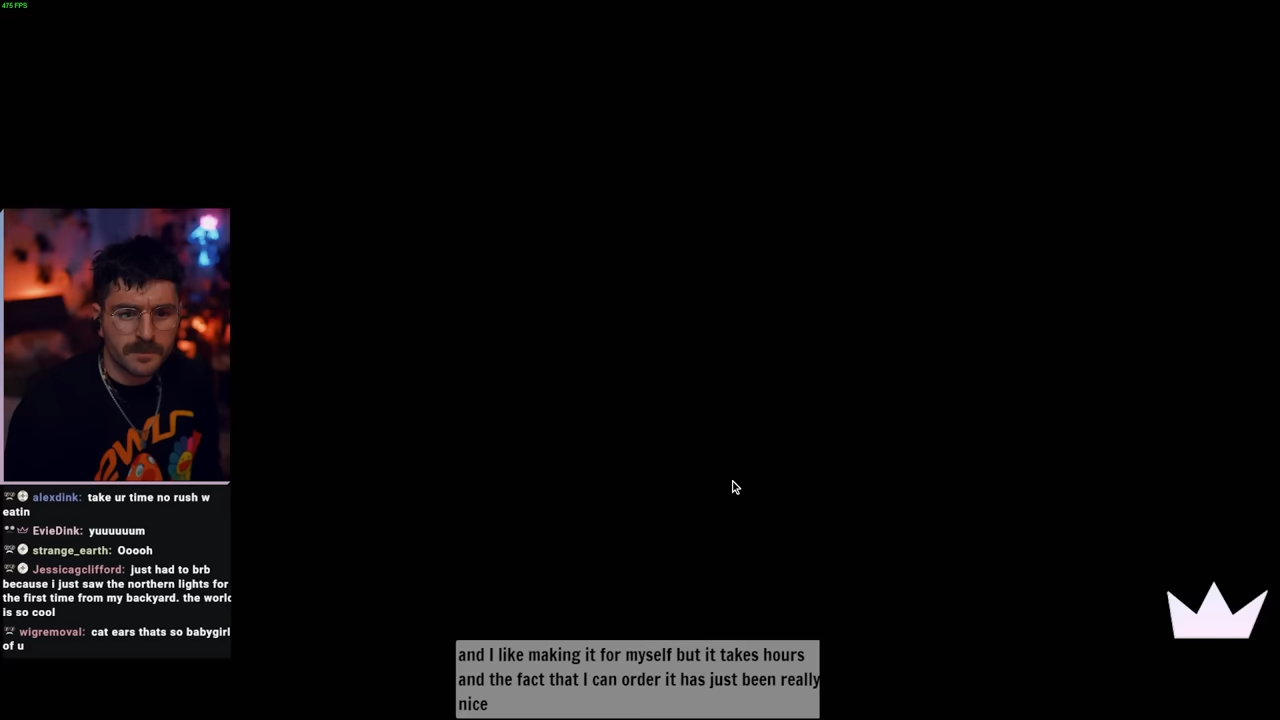 475 FPS
alexdink: take ur time no rush w
eatin
EvieDink: yuuuuuum
strange_earth: Ooooh
Jessicagclifford: just had to brb
because i just saw the northern lights for
the first time from my backyard. the world
is so cool
wigremoval: cat ears thats so babygirl
of u
and I like making it for myself but it takes hours
and the fact that I can order it has just been really
nice